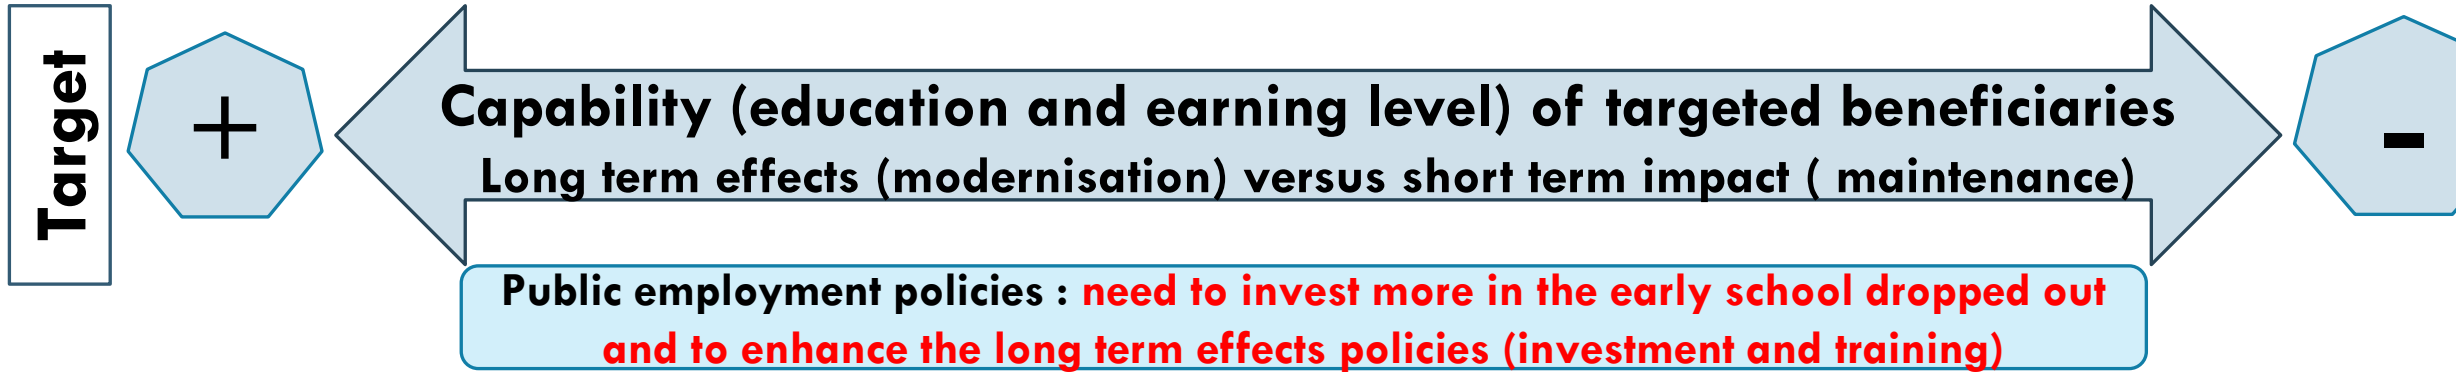 Target
+
Capability (education and earning level) of targeted beneficiaries
Long term effects (modernisation) versus short term impact ( maintenance)
-
Public employment policies : need to invest more in the early school dropped out
and to enhance the long term effects policies (investment and training)